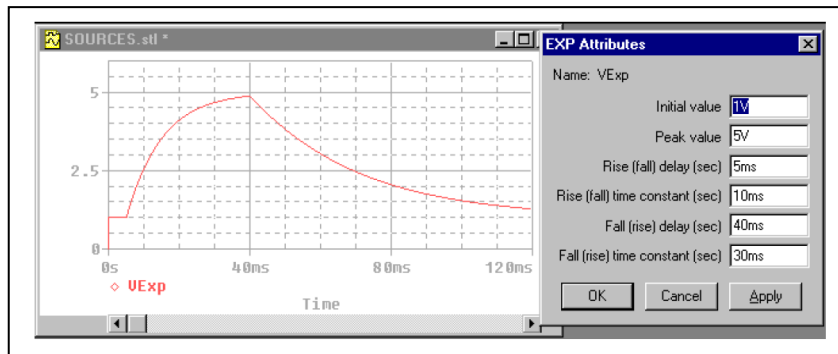 SOURCES.stl *
5
2.5
0
0s 40ms 80ms 120ms
VExp
Time
EXP Attributes
Name: VExp
Initial value 1V
Peak value 5V
Rise (fall) delay (sec) 5ms
Rise (fall) time constant (sec) 10ms
Fall (rise) delay (sec) 40ms
Fall (rise) time constant (sec) 30ms
OK Cancel Apply